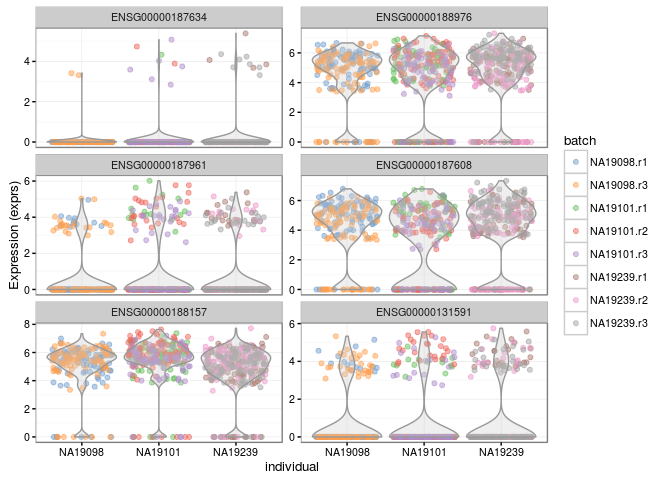 ENSG00000187634
ENSG00000188976
4
2
0
6
4
2
0
ENSG00000187961
ENSG00000187608
6
4
2
0
6
4
2
0
ENSG00000188157
ENSG00000131591
8
6
4
2
0
6
4
2
0
NA19098 NA19101 NA19239
NA19098 NA19101 NA19239
individual
Expression (exprs)
batch
NA19098.r1
NA19098.r3
NA19101.r1
NA19101.r2
NA19101.r3
NA19239.r1
NA19239.r2
NA19239.r3